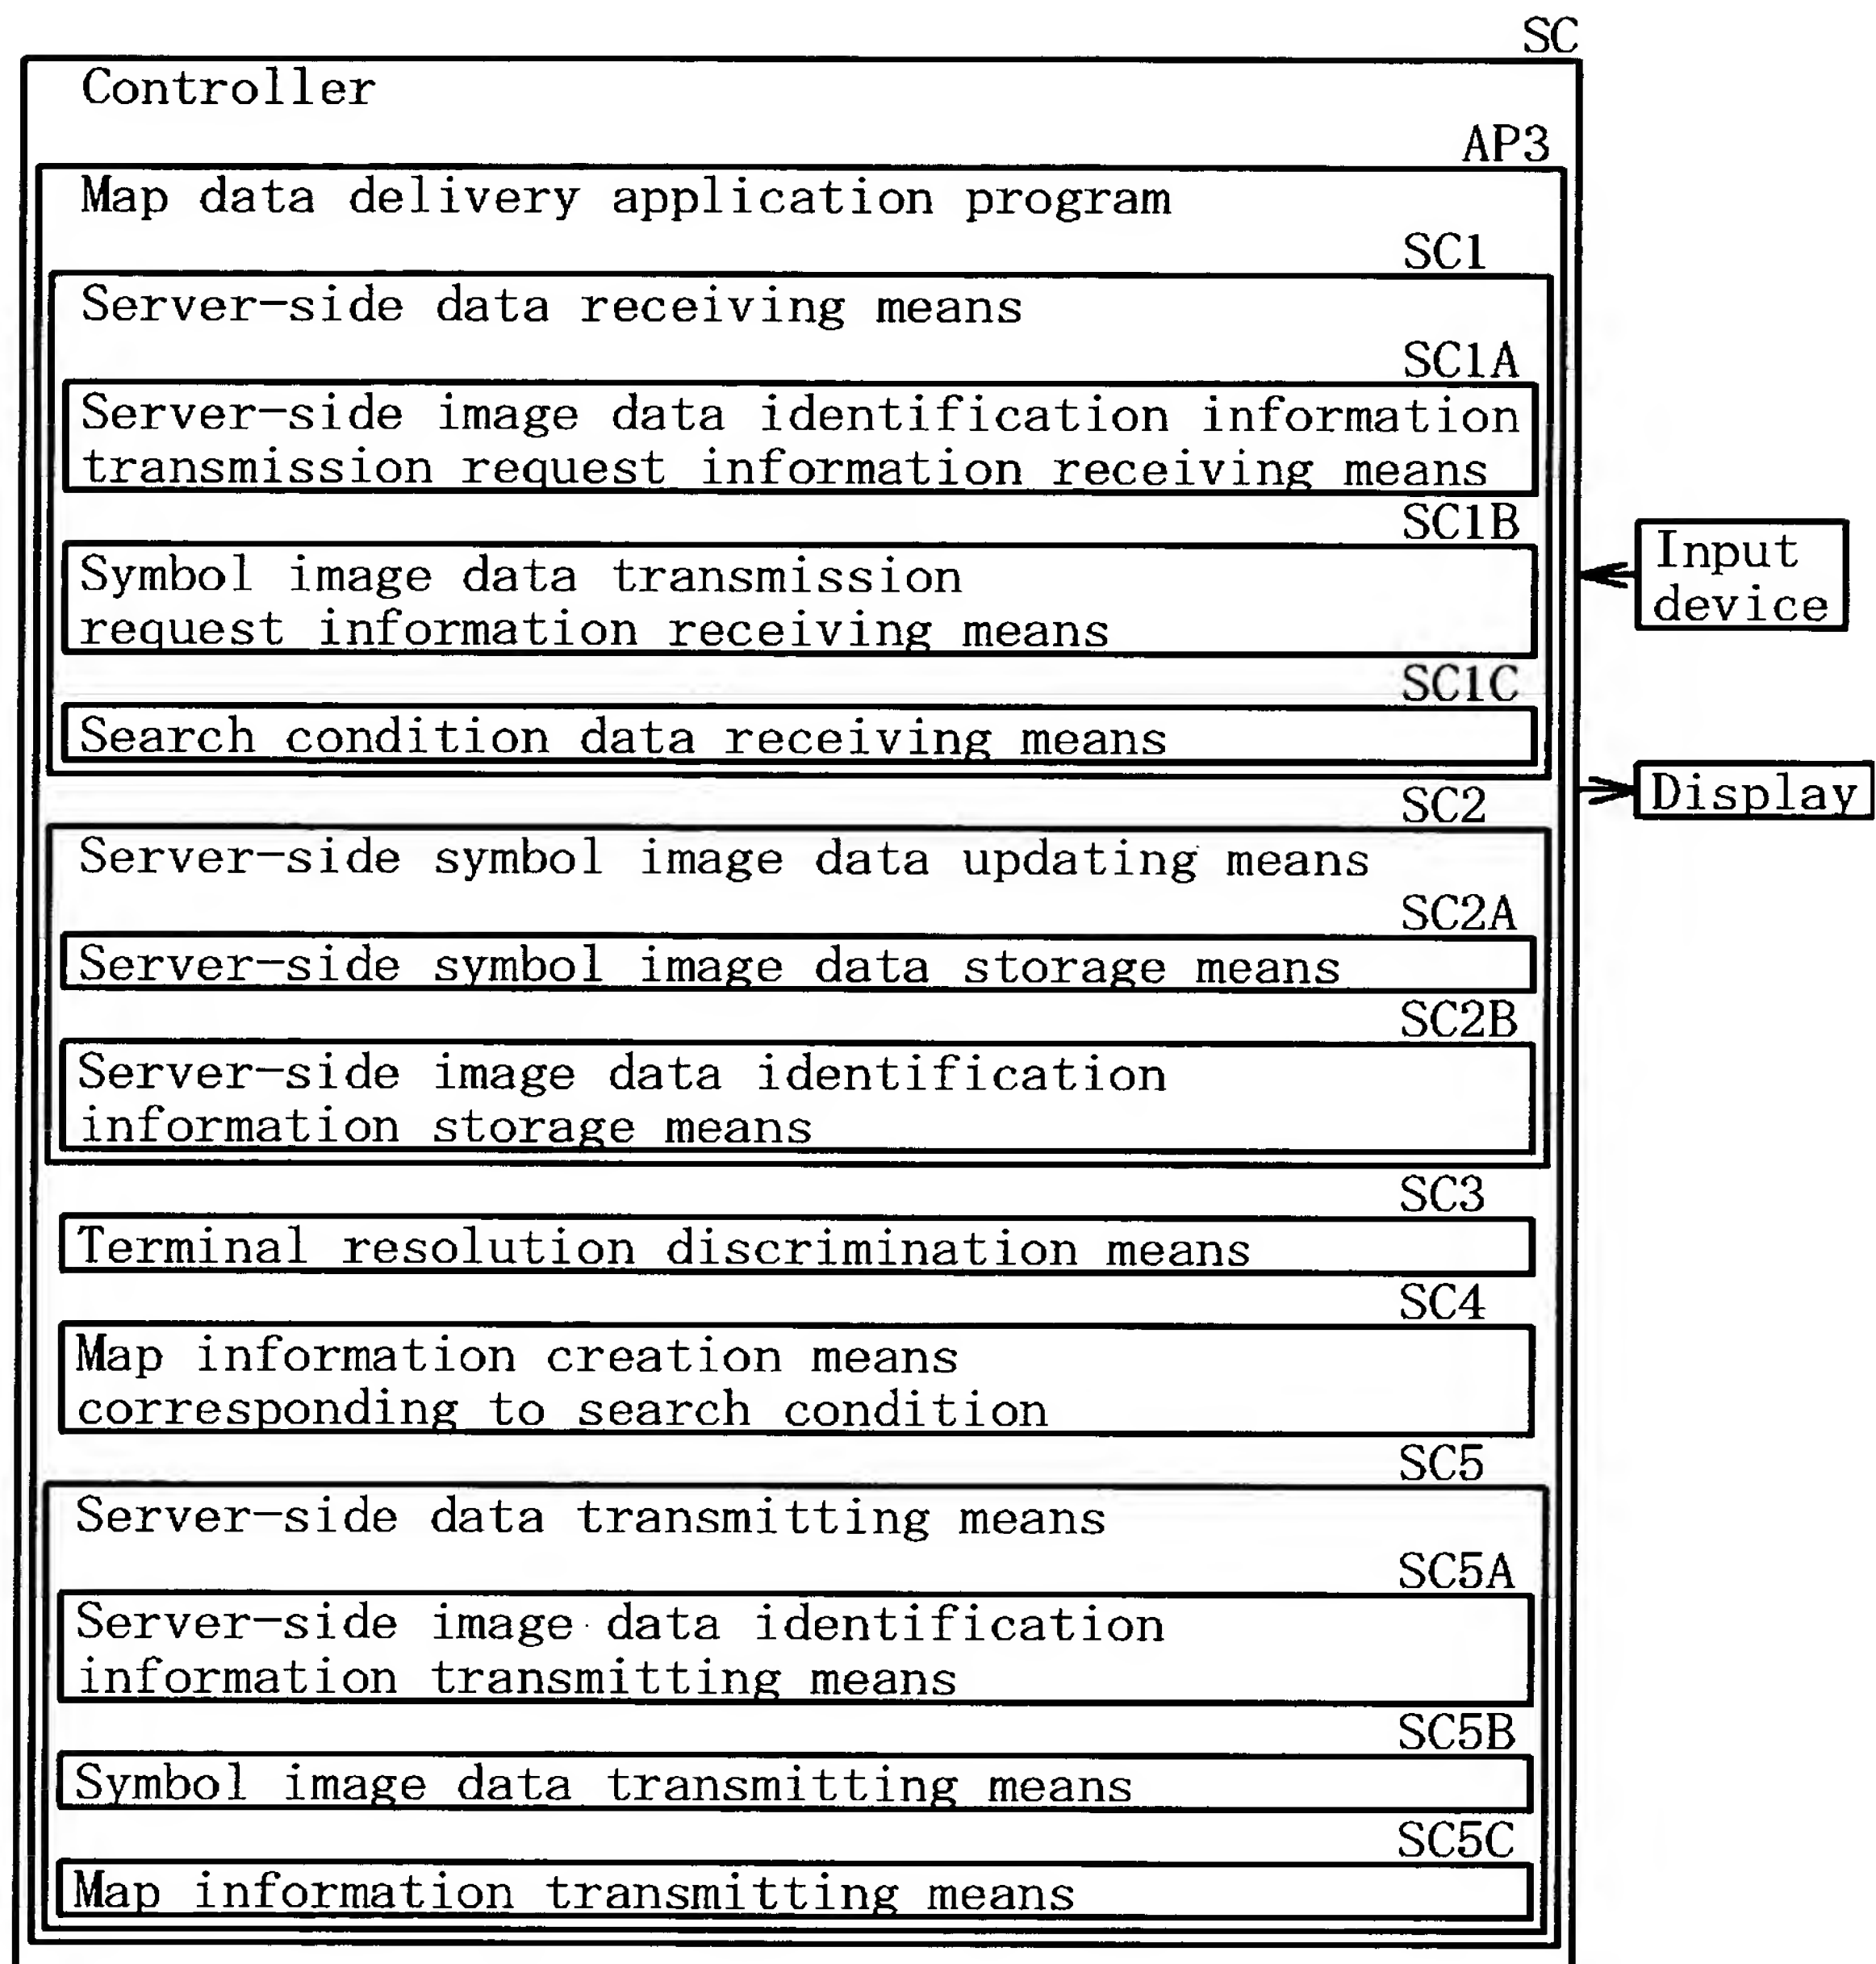 SC
Controller
AP3
Map data delivery application program
SC1
Server-side data receiving means
SC1A
Server-side image data identification information
transmission request information receiving means
SC1B
Symbol image data transmission
request information receiving means
SC1C
Search condition data receiving means
SC2
Server-side symbol image data updating means
SC2A
Server-side symbol image data storage means
SC2B
Server-side image data identification
information storage means
SC3
Terminal resolution discrimination means
SC4
Map information creation means
corresponding to search condition
SC5
Server-side data transmitting means
SC5A
Server-side image data identification
information transmitting means
SC5B
Symbol image data transmitting means
SC5C
Map information transmitting means
Input
device
Display